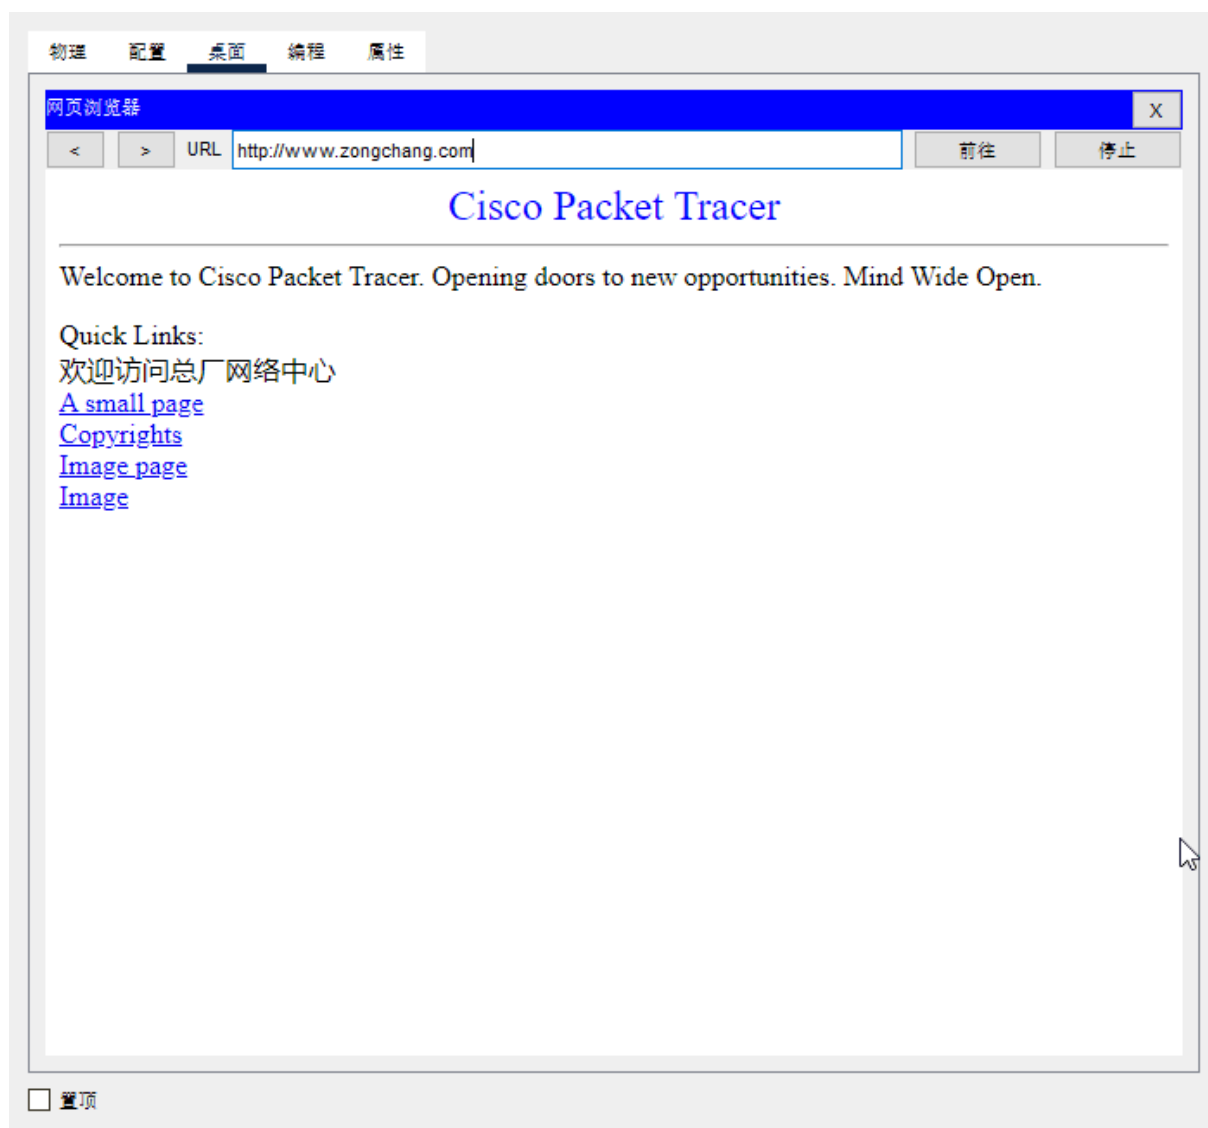 物理 配置 桌面 编程 属性
网页浏览器 X
< > URL http://www.zongchang.com 前往 停止
Cisco Packet Tracer
Welcome to Cisco Packet Tracer. Opening doors to new opportunities. Mind Wide Open.
Quick Links:
欢迎访问总厂网络中心
A small page
Copyrights
Image page
Image
置顶